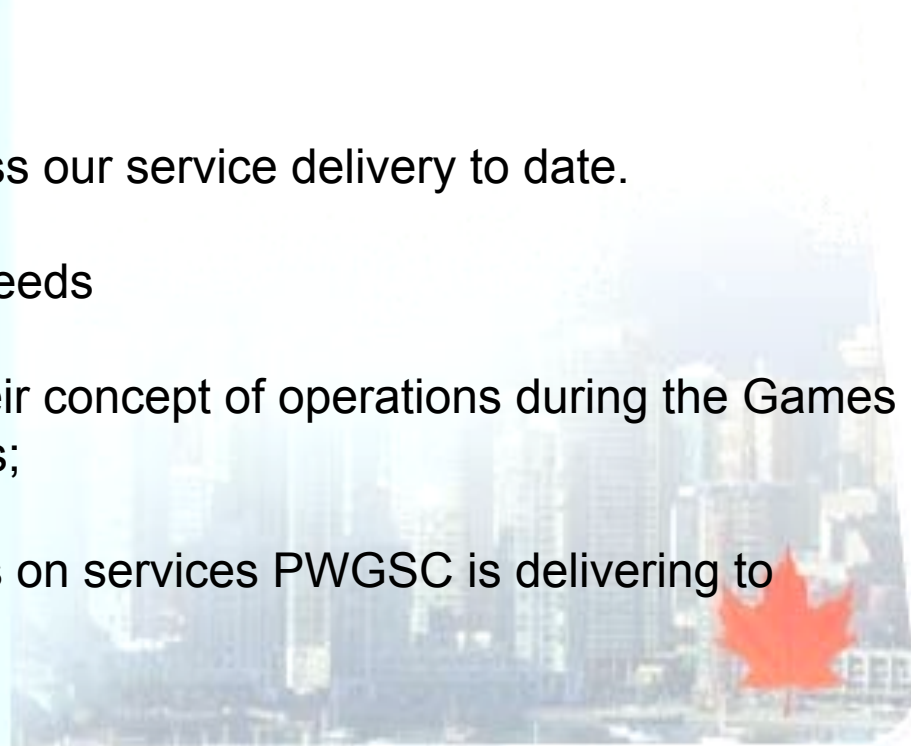 ss our service delivery to date.
eeds
eir concept of operations during the Games
s;
s on services PWGSC is delivering to